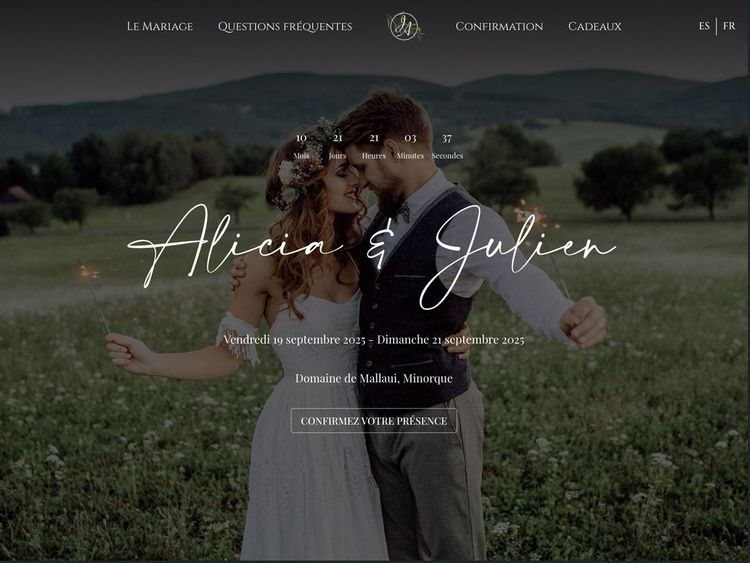 Le Mariage
Questions fréquentes
JA
Confirmation
Cadeaux
ES | FR
10 21 21 03 37
Mois Jours Heures Minutes Secondes
Alicia & Julien
Vendredi 19 septembre 2025 - Dimanche 21 septembre 2025
Domaine de Mallaui, Minorque
CONFIRMEZ VOTRE PRÉSENCE